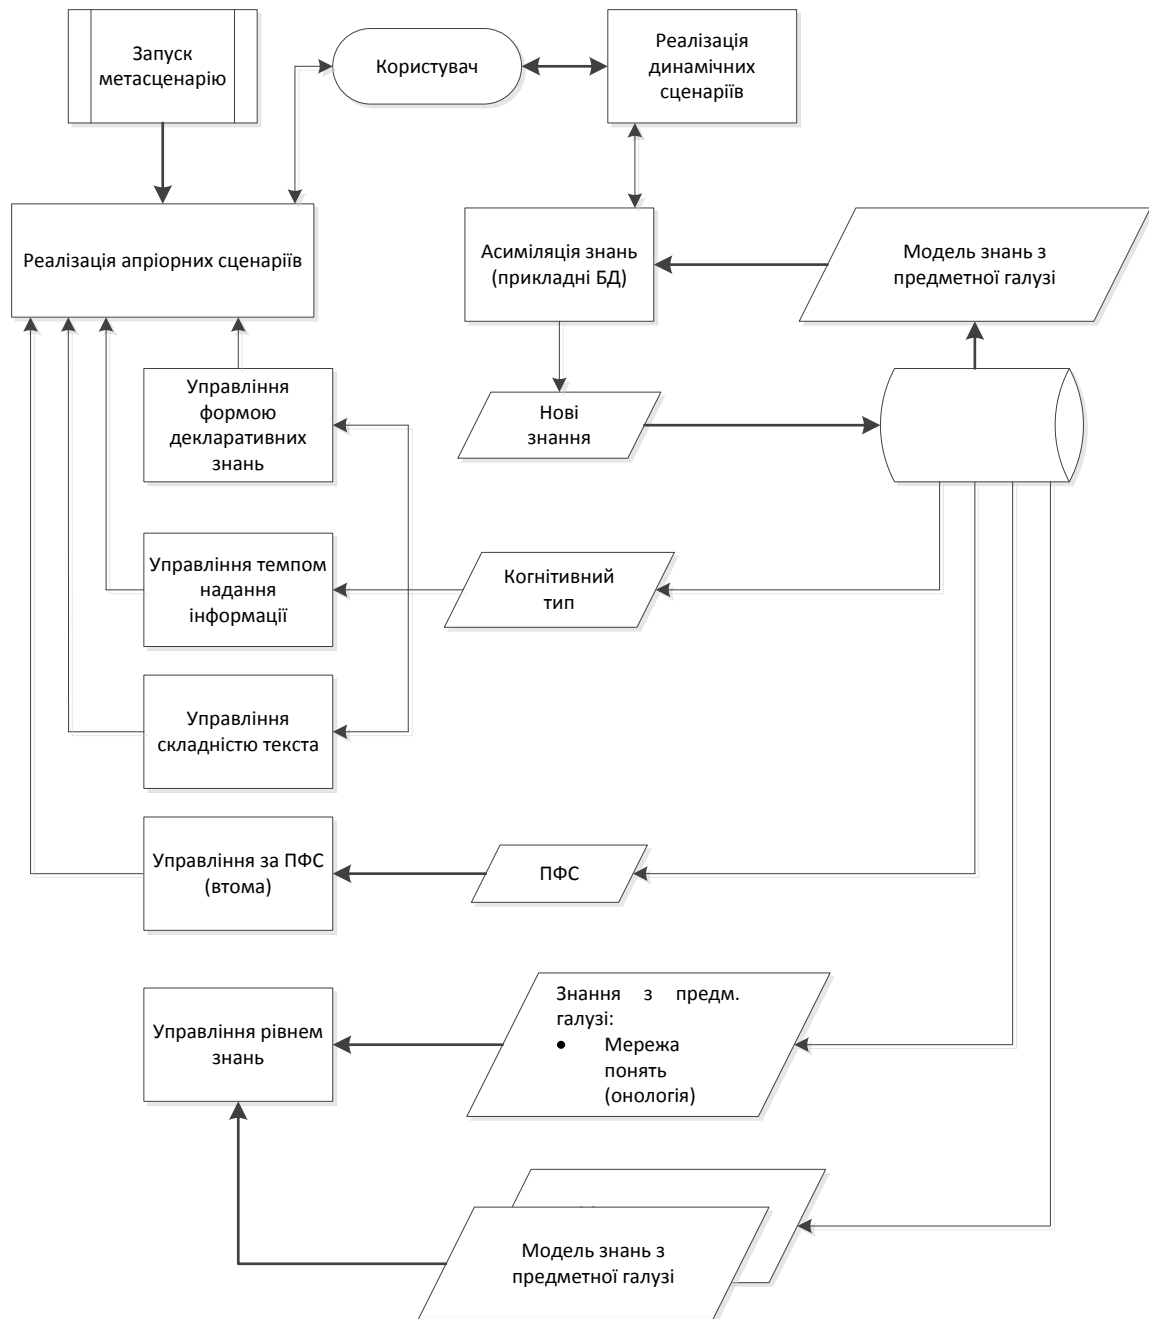 Запуск
метасценарію
Користувач
Реалізація
динамічних
сценаріїв
Реалізація апріорних сценаріїв
Асиміляція знань
(прикладні БД)
Модель знань з
предметної галузі
Управління
формою
декларативних
знань
Нові
знання
Управління темпом
надання
інформації
Когнітивний
тип
Управління
складністю текста
Управління за ПФС
(втома)
ПФС
Управління рівнем
знань
Знання з предм.
галузі:
• Мережа
понять
(онологія)
Модель знань з
предметної галузі